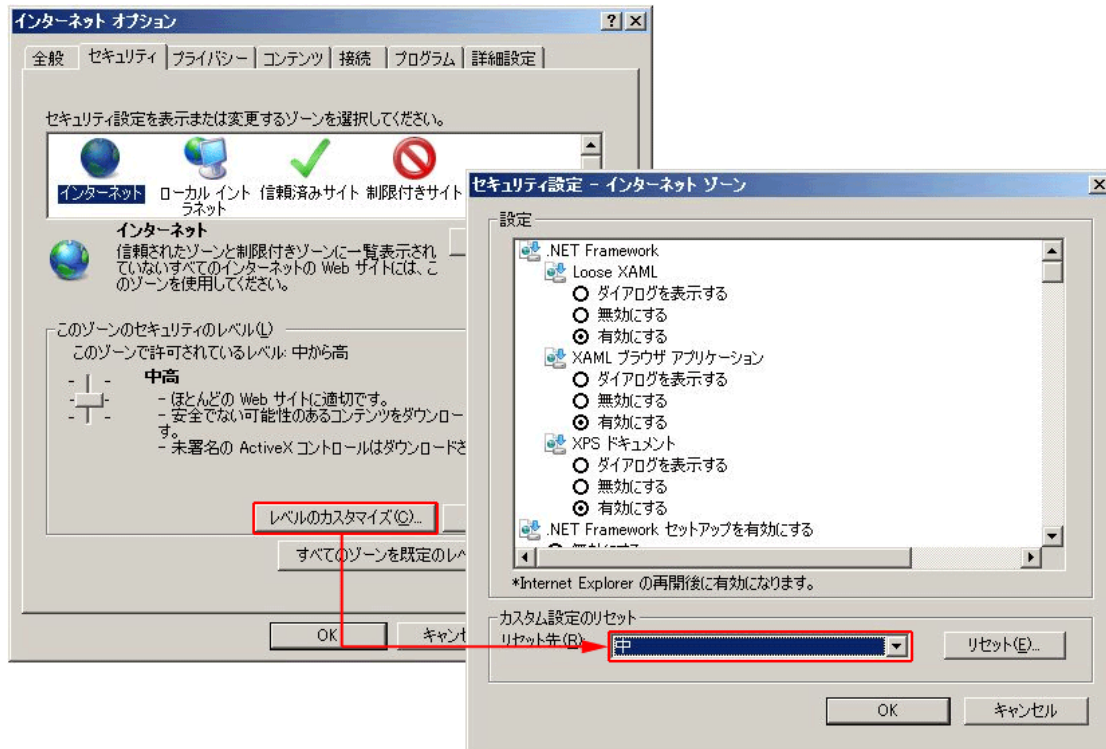 インターネット オプション
全般 セキュリティ プライバシー コンテンツ 接続 プログラム 詳細設定
セキュリティ設定を表示または変更するゾーンを選択してください。
インターネット
ローカル イント
ラネット
信頼済みサイト
制限付きサイト
インターネット
信頼されたゾーンと制限付きゾーンに一覧表示され
ていないすべてのインターネットの Web サイトには、こ
のゾーンを使用してください。
このゾーンのセキュリティのレベル(L)
このゾーンで許可されているレベル: 中から高
中高
- ほとんどの Web サイトに適切です。
- 安全でない可能性のあるコンテンツをダウンロー
す。
- 未署名の ActiveX コントロールはダウンロードさ
レベルのカスタマイズ(C)...
すべてのゾーンを既定のレベ
OK
キャンセ
セキュリティ設定 - インターネット ゾーン
設定
.NET Framework
Loose XAML
ダイアログを表示する
無効にする
有効にする
XAML ブラウザ アプリケーション
ダイアログを表示する
無効にする
有効にする
XPS ドキュメント
ダイアログを表示する
無効にする
有効にする
.NET Framework セットアップを有効にする
*Internet Explorer の再開後に有効になります。
カスタム設定のリセット
リセット先(R):
中
リセット(E)...
OK
キャンセル